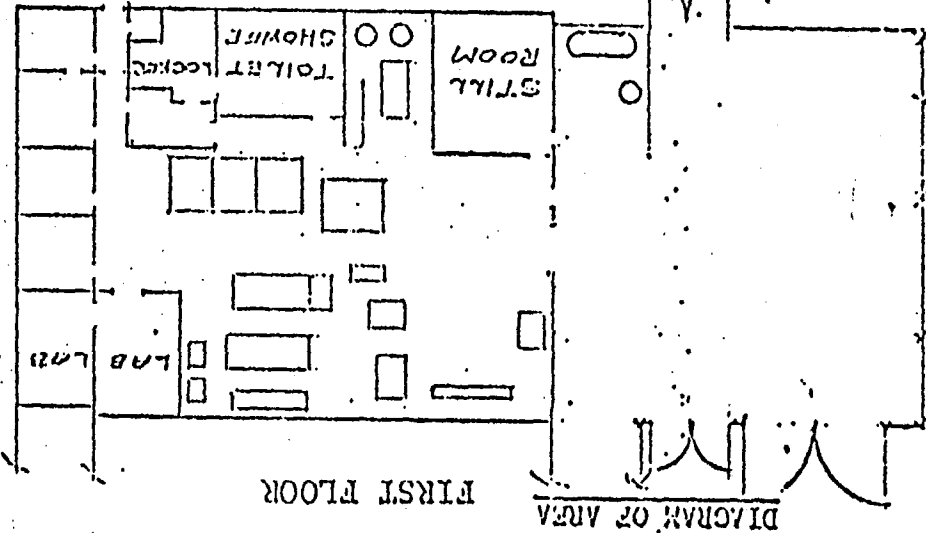 DIAGRAM OF AREA
FIRST FLOOR
LAB
LAB
STILL
ROOM
TOILET
SHOWER
LOCKER